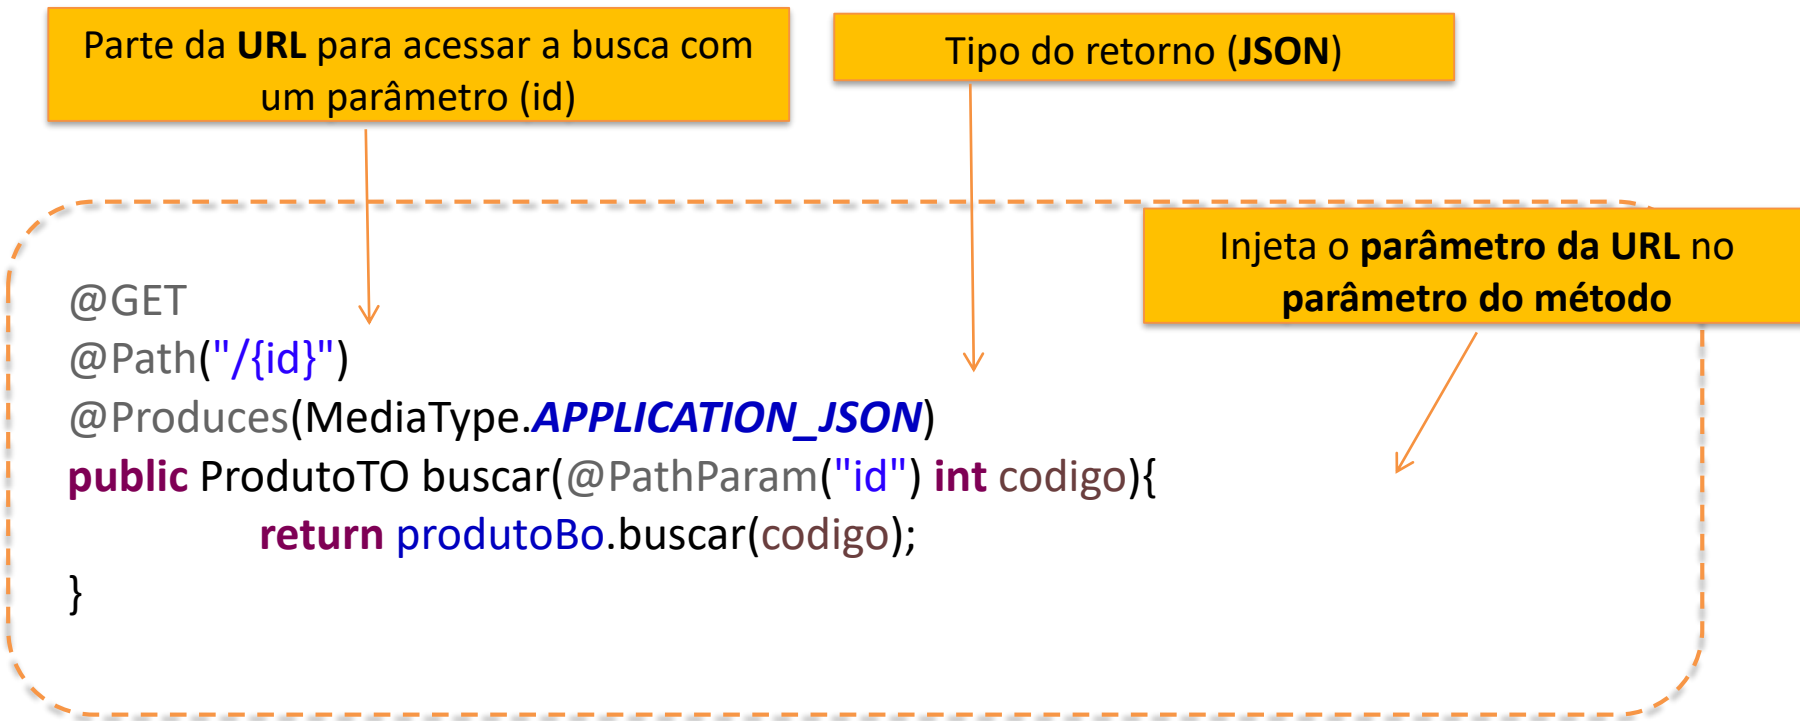 Parte da URL para acessar a busca com
um parâmetro (id)
Tipo do retorno (JSON)
Injeta o parâmetro da URL no
parâmetro do método
@GET
@Path("/{id}")
@Produces(MediaType.APPLICATION_JSON)
public ProdutoTO buscar(@PathParam("id") int codigo){
return produtoBo.buscar(codigo);
}